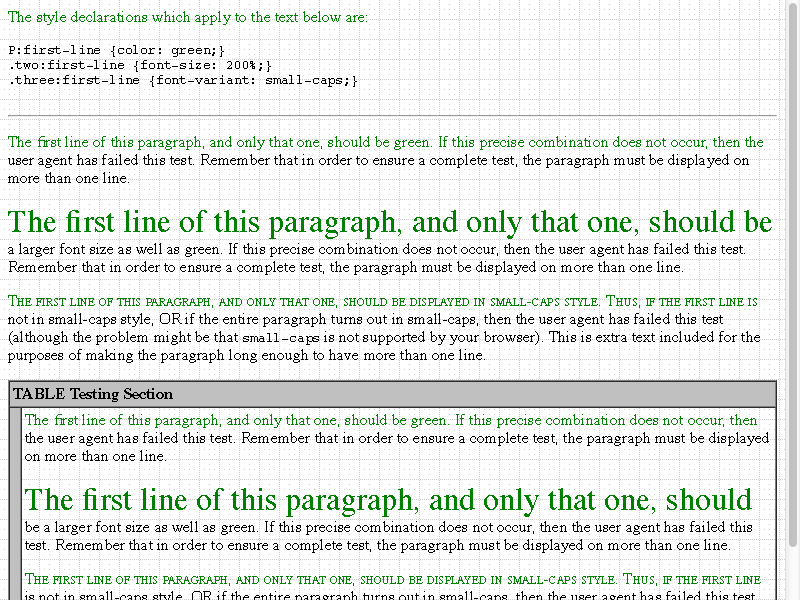 The style declarations which apply to the text below are:
P:first-line {color: green;}
.two:first-line {font-size: 200%;}
.three:first-line {font-variant: small-caps;}
The first line of this paragraph, and only that one, should be green. If this precise combination does not occur, then the
user agent has failed this test. Remember that in order to ensure a complete test, the paragraph must be displayed on
more than one line.
The first line of this paragraph, and only that one, should be
a larger font size as well as green. If this precise combination does not occur, then the user agent has failed this test.
Remember that in order to ensure a complete test, the paragraph must be displayed on more than one line.
The first line of this paragraph, and only that one, should be displayed in small-caps style. Thus, if the first line is
not in small-caps style, OR if the entire paragraph turns out in small-caps, then the user agent has failed this test
(although the problem might be that small-caps is not supported by your browser). This is extra text included for the
purposes of making the paragraph long enough to have more than one line.
TABLE Testing Section
The first line of this paragraph, and only that one, should be green. If this precise combination does not occur, then
the user agent has failed this test. Remember that in order to ensure a complete test, the paragraph must be displayed
on more than one line.
The first line of this paragraph, and only that one, should
be a larger font size as well as green. If this precise combination does not occur, then the user agent has failed this
test. Remember that in order to ensure a complete test, the paragraph must be displayed on more than one line.
The first line of this paragraph, and only that one, should be displayed in small-caps style. Thus, if the first line
is not in small-caps style, OR if the entire paragraph turns out in small-caps, then the user agent has failed this test